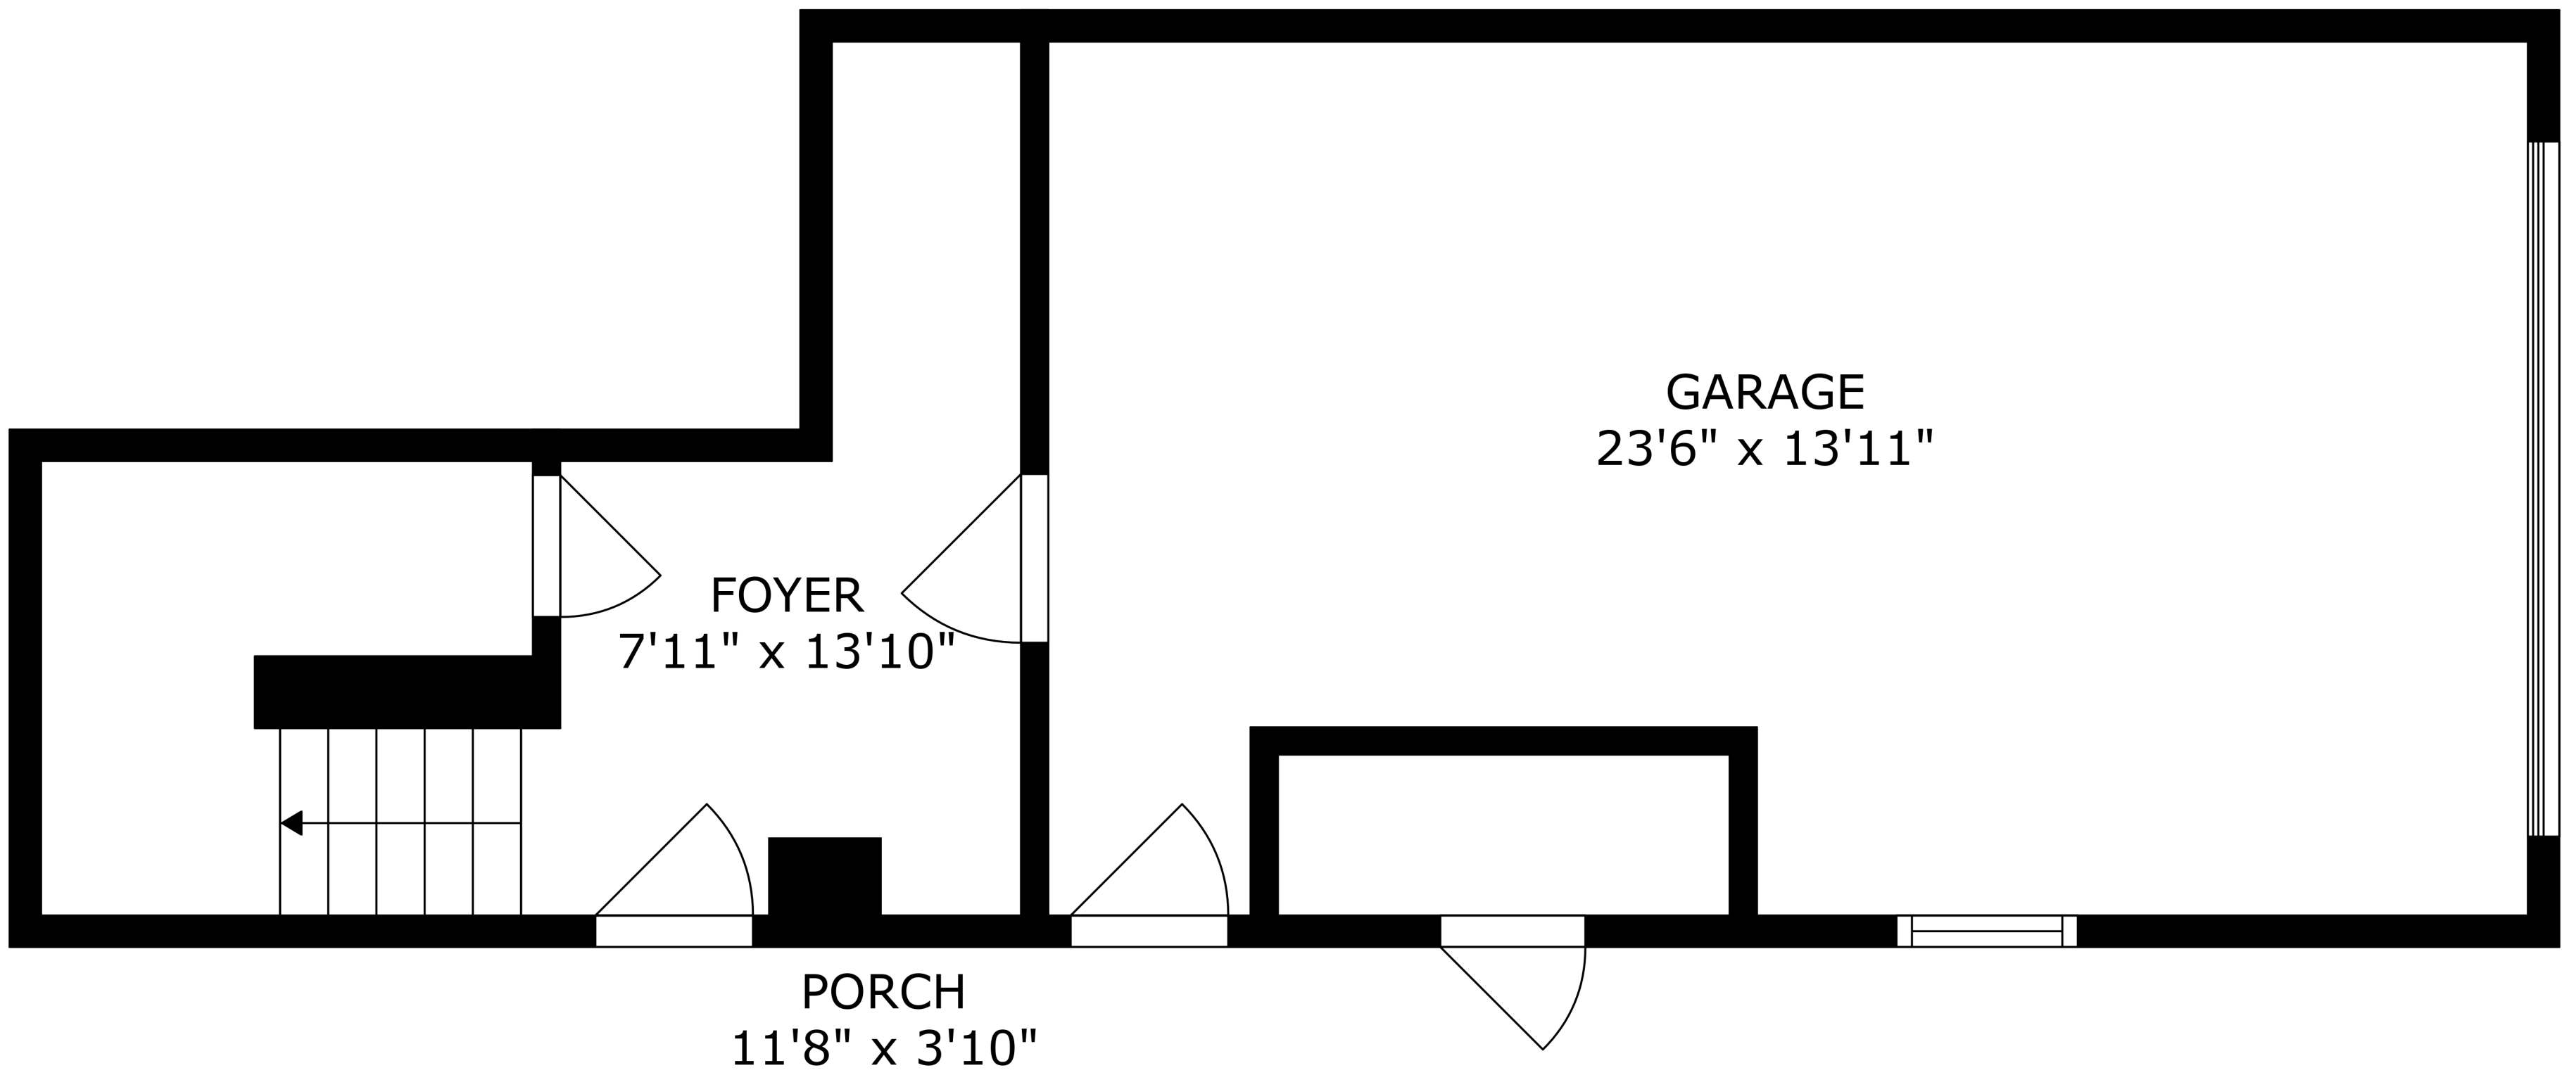 GARAGE
23'6" x 13'11"
FOYER
7'11" x 13'10"
PORCH
11'8" x 3'10"